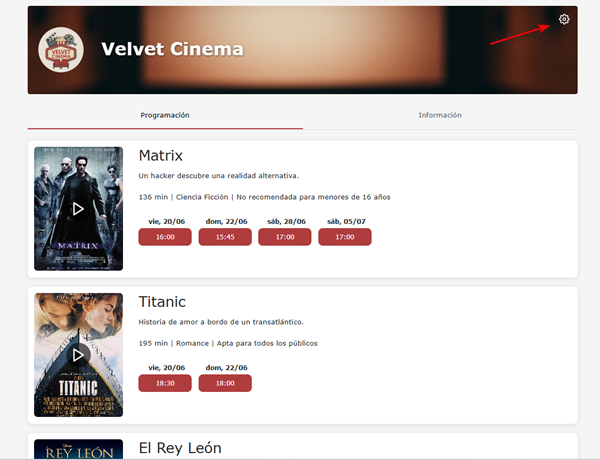 VELVET
CINEMA
Velvet Cinema
Programación
Información
Matrix
Un hacker descubre una realidad alternativa.
136 min | Ciencia Ficción | No recomendada para menores de 16 años
vie, 20/06 dom, 22/06 sáb, 28/06 sáb, 05/07
16:00 15:45 17:00 17:00
MATRIX
Titanic
Historia de amor a bordo de un transatlántico.
195 min | Romance | Apta para todos los públicos
vie, 20/06 dom, 22/06
18:30 18:00
TITANIC
El Rey León
Disney
REY LEÓN